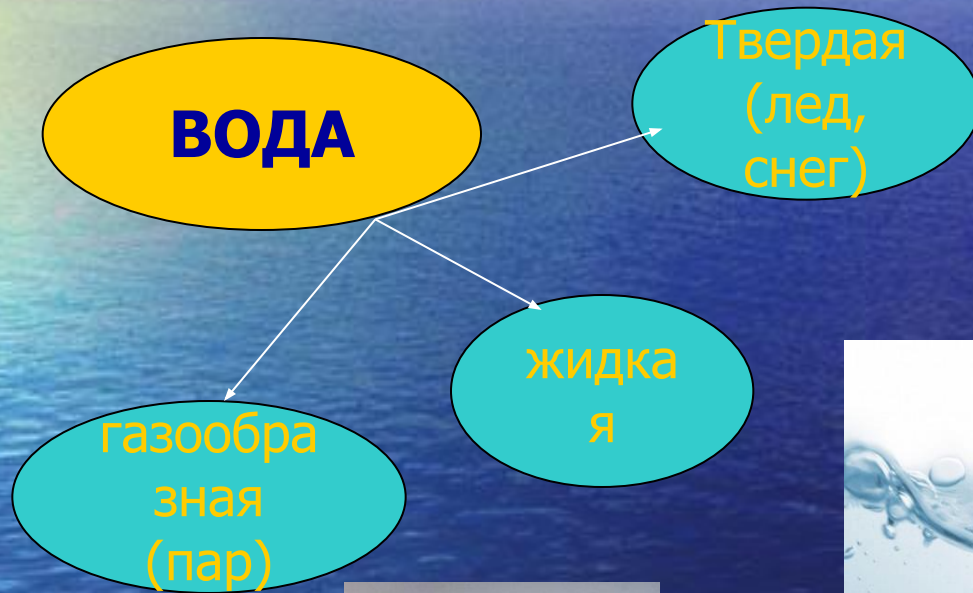 ВОДА
Твердая
(лед,
снег)
жидка
я
газообра
зная
(пар)